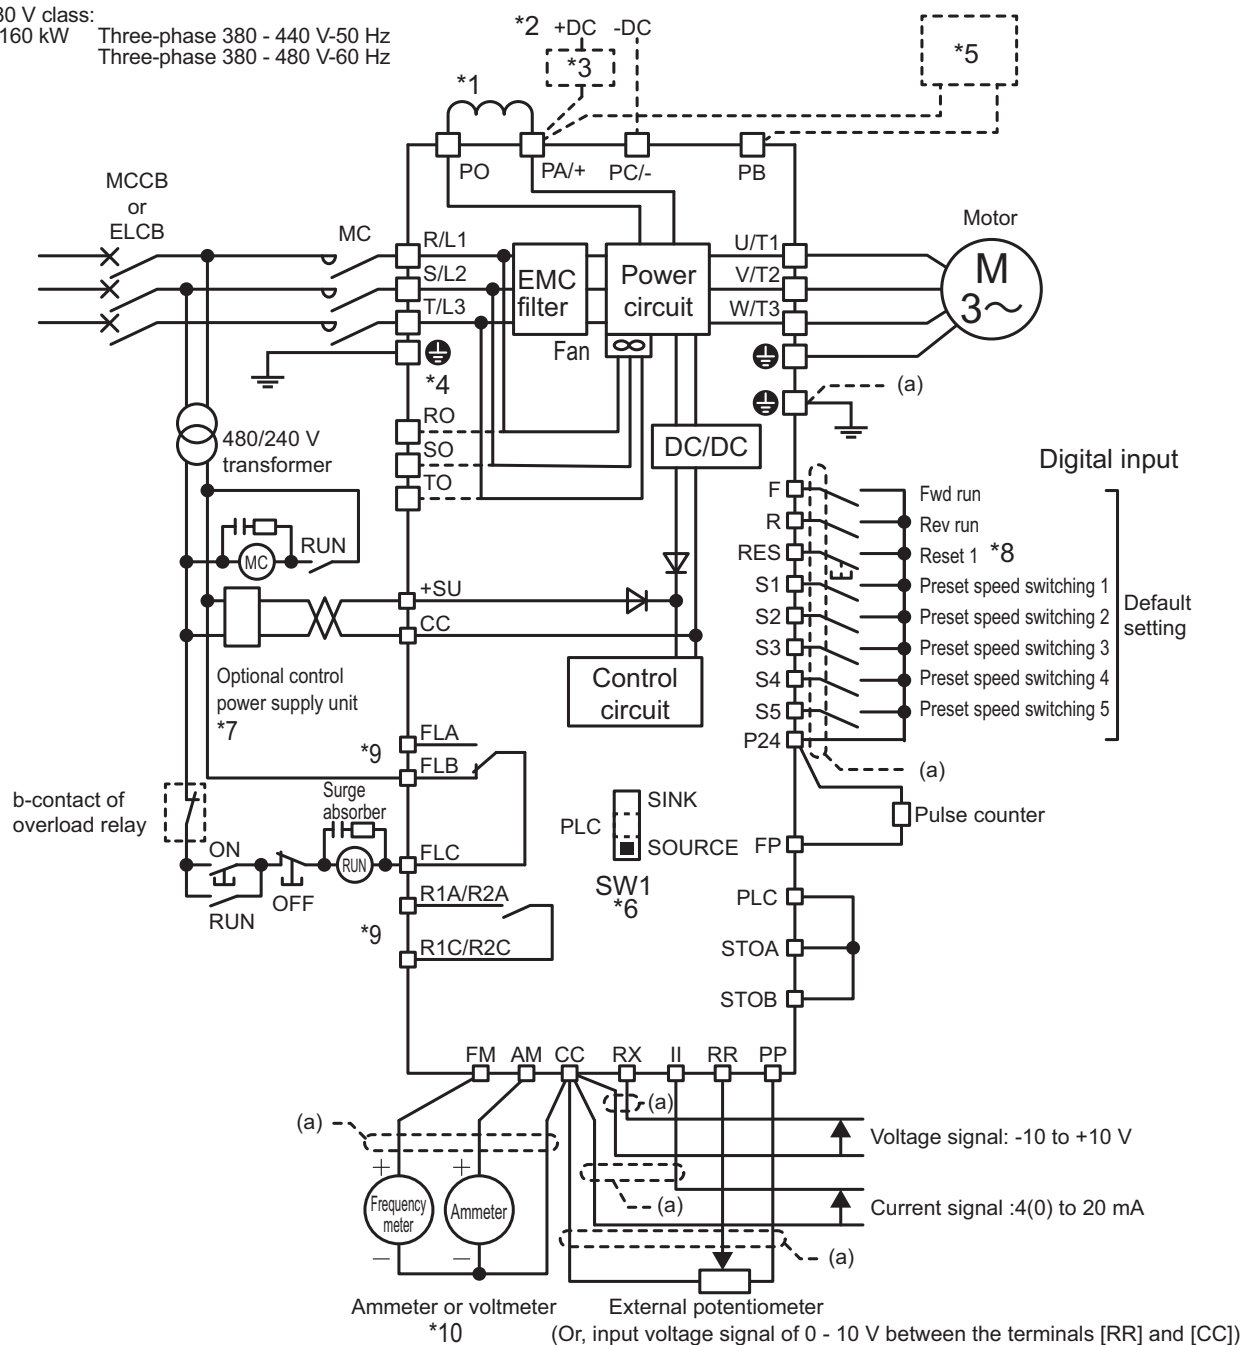 30 V class:
160 kW Three-phase 380 - 440 V-50 Hz
Three-phase 380 - 480 V-60 Hz
*2 +DC -DC
*3
*5
*1
PO PA/+ PC/- PB
MCCB
or
ELCB
MC
R/L1
S/L2
T/L3
EMC
filter
Power
circuit
Fan
U/T1
V/T2
W/T3
Motor
M
3~
*4
RO
SO
TO
(a)
480/240 V
transformer
DC/DC
Digital input
MC
RUN
F
R
RES
S1
S2
S3
S4
S5
P24
Fwd run
Rev run
Reset 1 *8
Preset speed switching 1
Preset speed switching 2
Preset speed switching 3
Preset speed switching 4
Preset speed switching 5
Default
setting
(a)
+SU
CC
Optional control
power supply unit
*7
Control
circuit
*9
FLA
FLB
FLC
b-contact of
overload relay
Surge
absorber
ON
OFF
RUN
RUN
PLC
SINK
SOURCE
SW1
*6
Pulse counter
FP
PLC
STOA
STOB
*9
R1A/R2A
R1C/R2C
FM AM CC RX II RR PP
(a)
(a)
Voltage signal: -10 to +10 V
(a)
Current signal :4(0) to 20 mA
(a)
+ +
Frequency
meter
Ammeter
− −
Ammeter or voltmeter
*10
External potentiometer
(Or, input voltage signal of 0 - 10 V between the terminals [RR] and [CC])